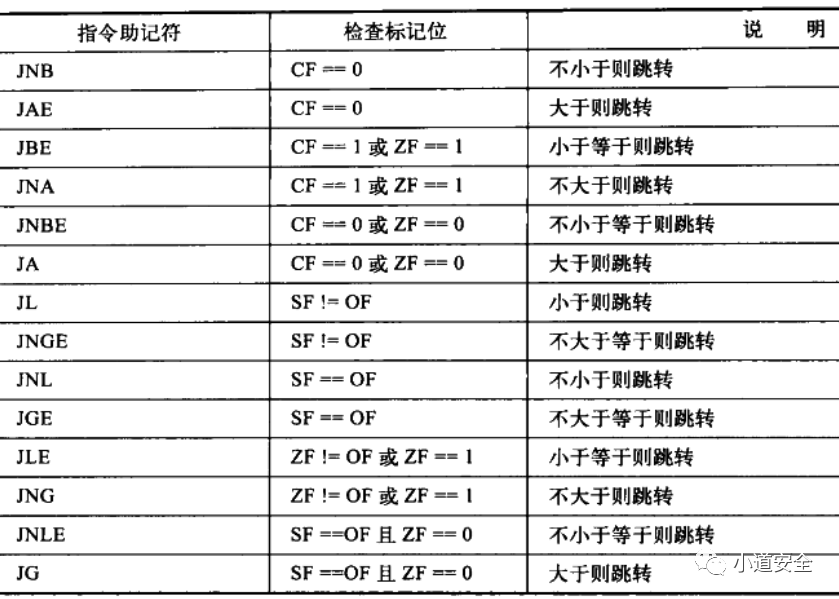 指令助记符 检查标记位 说 明
JNB CF == 0 不小于则跳转
JAE CF == 0 大于则跳转
JBE CF == 1 或 ZF == 1 小于等于则跳转
JNA CF == 1 或 ZF == 1 不大于则跳转
JNBE CF == 0 或 ZF == 0 不小于等于则跳转
JA CF == 0 或 ZF == 0 大于则跳转
JL SF != OF 小于则跳转
JNGE SF != OF 不大于等于则跳转
JNL SF == OF 不小于则跳转
JGE SF == OF 不大于等于则跳转
JLE ZF != OF 或 ZF == 1 小于等于则跳转
JNG ZF != OF 或 ZF == 1 不大于则跳转
JNLE SF ==OF 且 ZF == 0 不小于等于则跳转
JG SF ==OF 且 ZF == 0 大于则跳转
小道安全